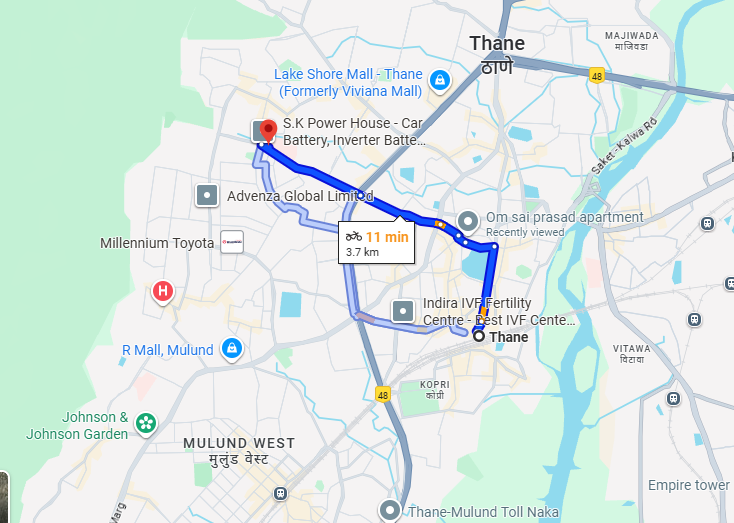 Thane
ठाणे
MAJIWADA
माजिवडा
48
Lake Shore Mall - Thane
(Formerly Viviana Mall)
S.K Power House - Car
Battery, Inverter Batte...
Saket-Kalwa Rd
Advenza Global Limited
Om sai prasad apartment
Recently viewed
11 min
3.7 km
Millennium Toyota
H
Indira IVF Fertility
Centre - Best IVF Cente...
Thane
R Mall, Mulund
VITAWA
विटावा
KOPRI
कोप्री
48
Johnson &
Johnson Garden
MULUND WEST
मुलुंड वेस्ट
Empire tower
Thane-Mulund Toll Naka
Marg